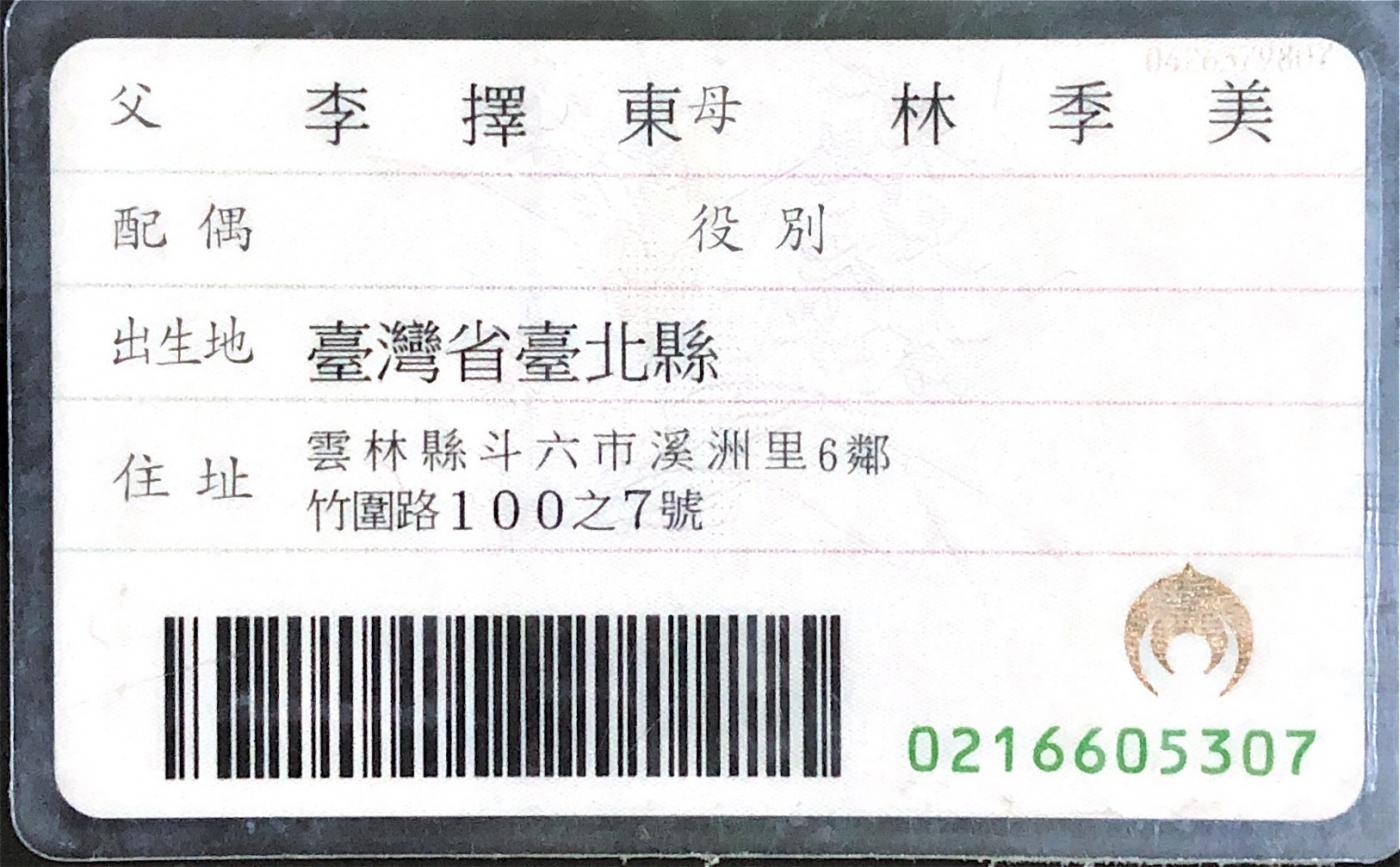 父 李擇東 母 林季美
配偶 役別
出生地 臺灣省臺北縣
住址 雲林縣斗六市溪洲里6鄰
竹圍路100之7號
0216605307